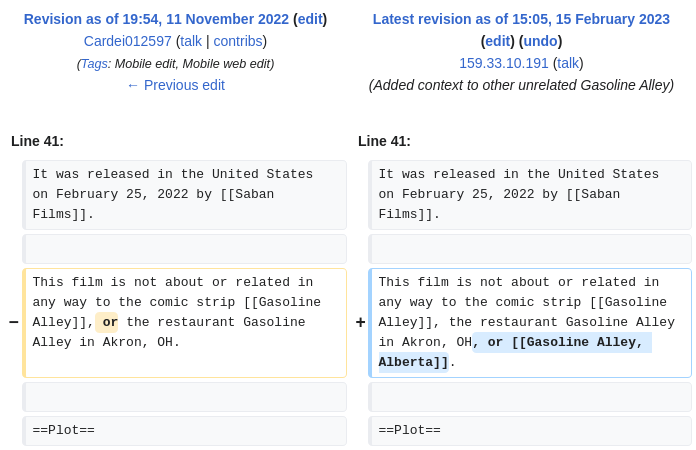 Revision as of 19:54, 11 November 2022 (edit)
Cardei012597 (talk | contribs)
(Tags: Mobile edit, Mobile web edit)
← Previous edit
Latest revision as of 15:05, 15 February 2023
(edit) (undo)
159.33.10.191 (talk)
(Added context to other unrelated Gasoline Alley)
Line 41:
Line 41:
It was released in the United States
on February 25, 2022 by [[Saban
Films]].
It was released in the United States
on February 25, 2022 by [[Saban
Films]].
−
This film is not about or related in
any way to the comic strip [[Gasoline
Alley]], or the restaurant Gasoline
Alley in Akron, OH.
+
This film is not about or related in
any way to the comic strip [[Gasoline
Alley]], the restaurant Gasoline Alley
in Akron, OH, or [[Gasoline Alley,
Alberta]].
==Plot==
==Plot==